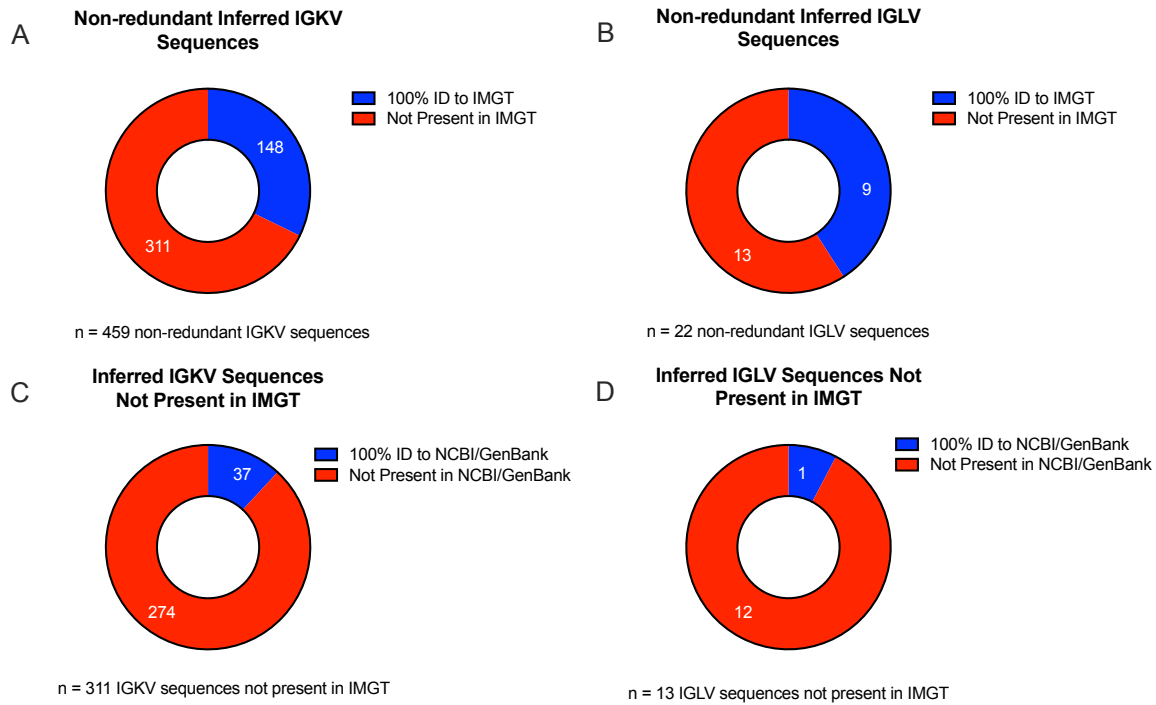 A
Non-redundant Inferred IGKV
Sequences
100% ID to IMGT
Not Present in IMGT
148
311
n = 459 non-redundant IGKV sequences
B
Non-redundant Inferred IGLV
Sequences
100% ID to IMGT
Not Present in IMGT
9
13
n = 22 non-redundant IGLV sequences
C
Inferred IGKV Sequences
Not Present in IMGT
100% ID to NCBI/GenBank
Not Present in NCBI/GenBank
37
274
n = 311 IGKV sequences not present in IMGT
D
Inferred IGLV Sequences Not
Present in IMGT
100% ID to NCBI/GenBank
Not Present in NCBI/GenBank
1
12
n = 13 IGLV sequences not present in IMGT